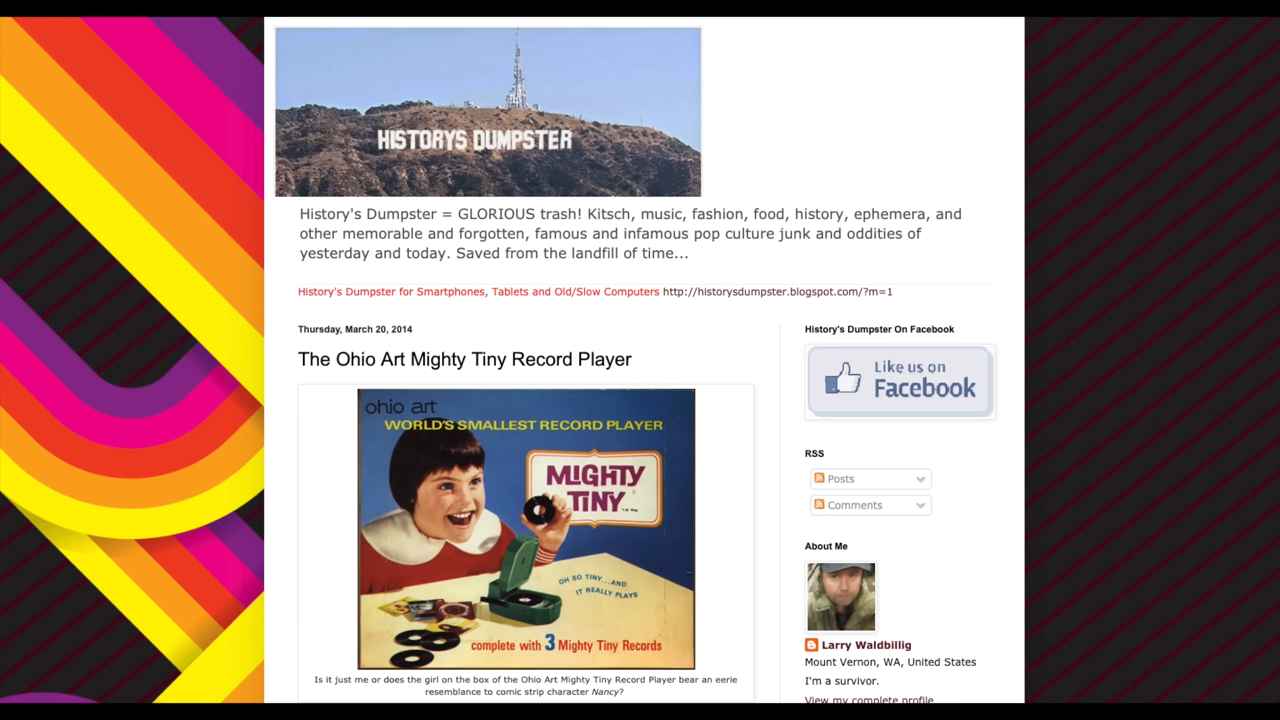 HISTORYS DUMPSTER
History's Dumpster = GLORIOUS trash! Kitsch, music, fashion, food, history, ephemera, and
other memorable and forgotten, famous and infamous pop culture junk and oddities of
yesterday and today. Saved from the landfill of time...
History's Dumpster for Smartphones, Tablets and Old/Slow Computers http://historysdumpster.blogspot.com/?m=1
Thursday, March 20, 2014
The Ohio Art Mighty Tiny Record Player
ohio art
WORLD'S SMALLEST RECORD PLAYER
MIGHTY
TINY
OH SO TINY...AND
IT REALLY PLAYS
complete with 3 Mighty Tiny Records
Is it just me or does the girl on the box of the Ohio Art Mighty Tiny Record Player bear an eerie
resemblance to comic strip character Nancy?
History's Dumpster On Facebook
Like us on
Facebook
RSS
Posts
Comments
About Me
Larry Waldbillig
Mount Vernon, WA, United States
I'm a survivor.
View my complete profile